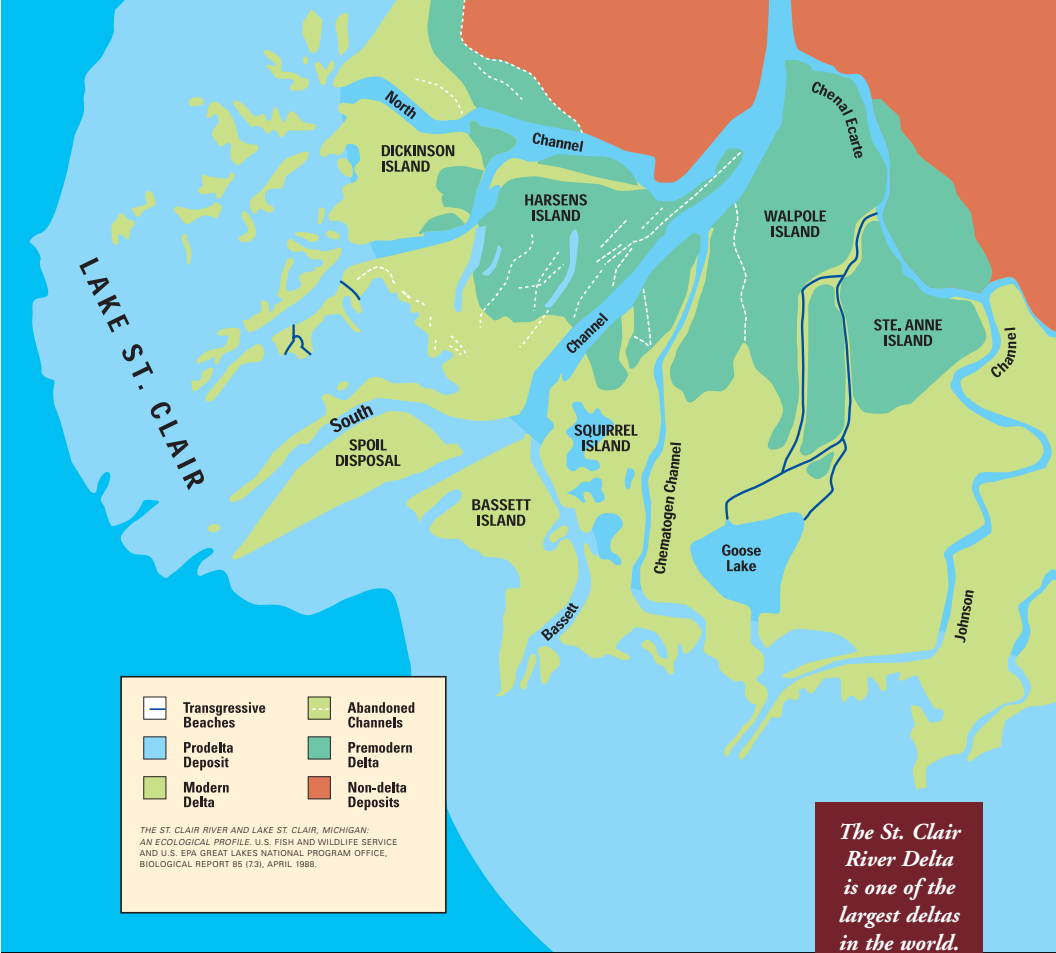 North
Channel
Chenal Ecarte
DICKINSON
ISLAND
HARSENS
ISLAND
WALPOLE
ISLAND
LAKE ST. CLAIR
Channel
STE. ANNE
ISLAND
Channel
South
SPOIL
DISPOSAL
SQUIRREL
ISLAND
BASSETT
ISLAND
Chematogen Channel
Goose
Lake
Bassett
Johnson
Transgressive
Beaches
Abandoned
Channels
Prodelta
Deposit
Premodern
Delta
Modern
Delta
Non-delta
Deposits
THE ST. CLAIR RIVER AND LAKE ST. CLAIR, MICHIGAN:
AN ECOLOGICAL PROFILE. U.S. FISH AND WILDLIFE SERVICE
AND U.S. EPA GREAT LAKES NATIONAL PROGRAM OFFICE,
BIOLOGICAL REPORT 85 (7.3), APRIL 1988.
The St. Clair
River Delta
is one of the
largest deltas
in the world.